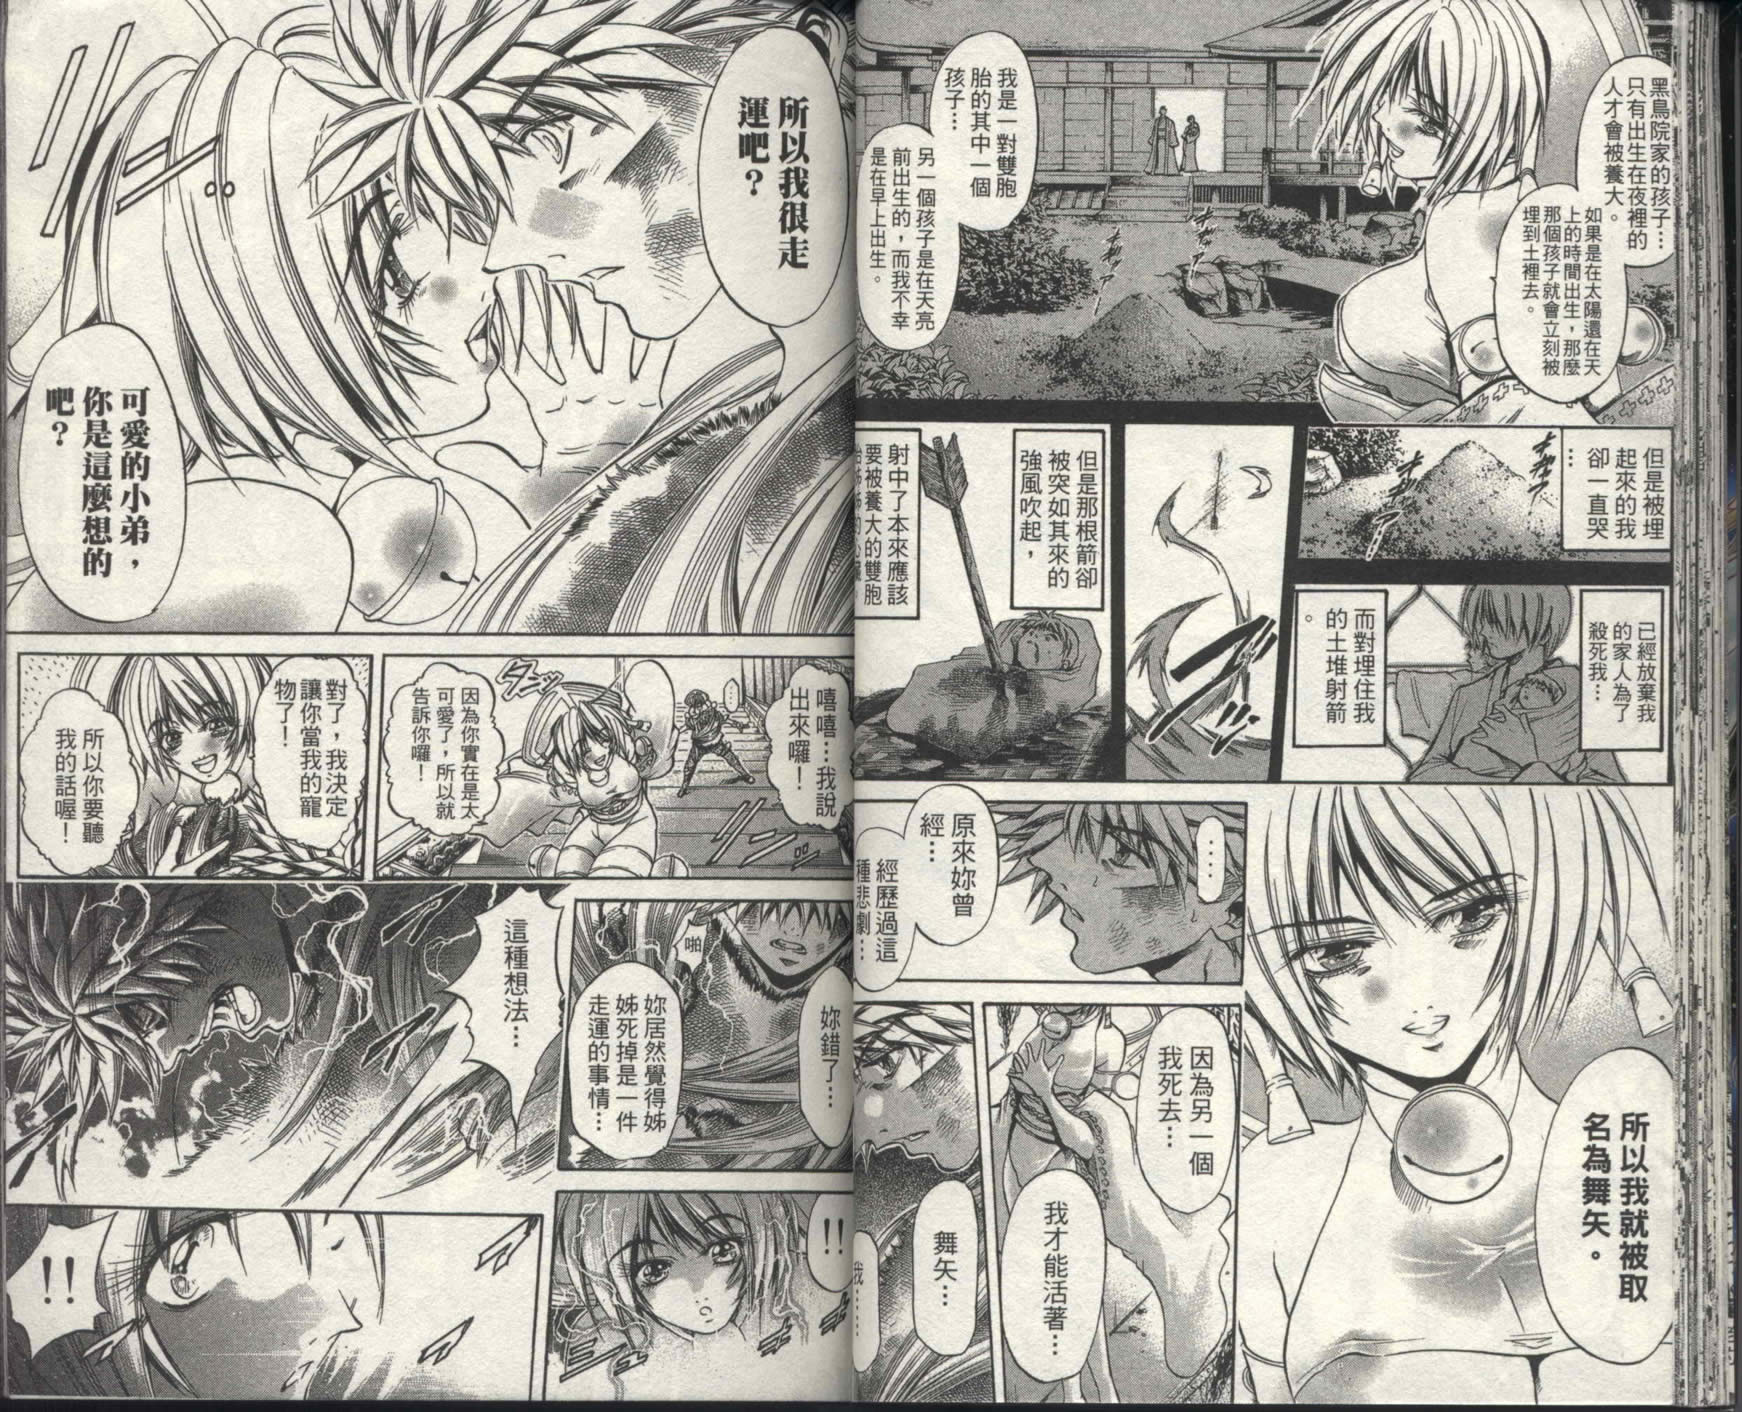 黑鳥院家的孩子…
只有出生在夜裡的
人才會被養大。
如果是在太陽還在天
上的時間出生，那麼
那個孩子就會立刻被
埋到土裡去。
我是一對雙胞
胎的其中一個
孩子…
另一個孩子是在天亮
前出生的，而我不幸
是在早上出生。
但是被埋
起來的我
卻一直哭
…
已經放棄我
的家人為了
殺死我…
而對埋住我
的土堆射箭
。
但是那根箭卻
被突如其來的
強風吹起，
射中了本來應該
要被養大的雙胞
胎姊姊的心臟。
所以我就被取
名為舞矢。
……
原來妳曾
經…
經歷過這
種悲劇…
因為另一個
我死去…
我才能活著…
舞矢…
我……
所以我很走
運吧？
可愛的小弟，
你是這麼想的
吧？
嘻嘻…我說
出來囉！
…
因為你實在是太
可愛了，所以就
告訴你囉！
對了，我決定
讓你當我的寵
物了！
所以你要聽
我的話喔！
妳錯了…
啪
妳居然覺得姊
姊死掉是一件
走運的事情…
這種想法…
!!
!!